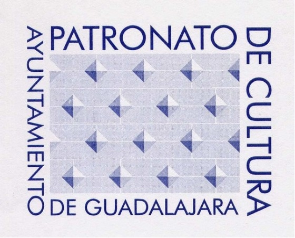 PATRONATO
DE CULTURA
AYUNTAMIENTO
DE GUADALAJARA